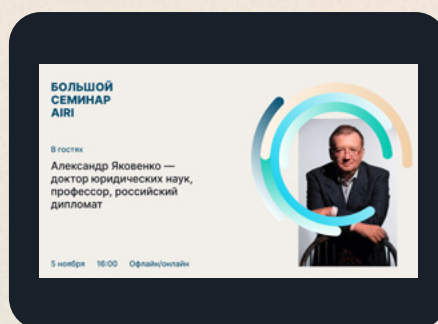 БОЛЬШОЙ
СЕМИНАР
AIRI
В гостях
Александр Яковенко —
доктор юридических наук,
профессор, российский
дипломат
5 ноября 16:00 Офлайн/онлайн